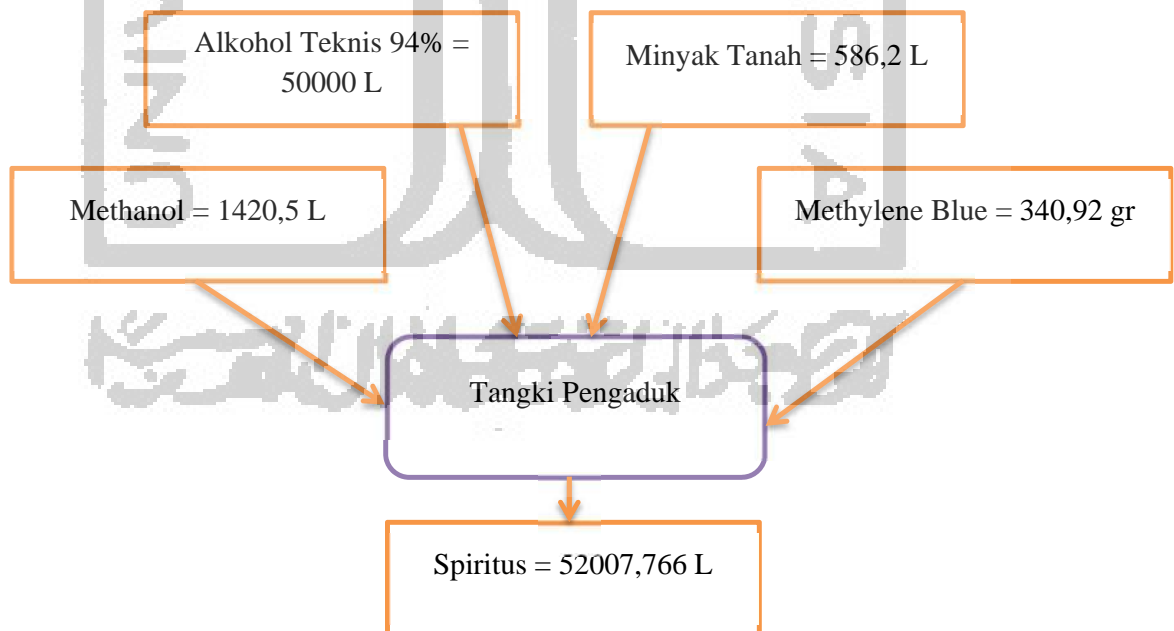 Alkohol Teknis 94% =
50000 L
Minyak Tanah = 586,2 L
Methanol = 1420,5 L
Methylene Blue = 340,92 gr
Tangki Pengaduk
Spiritus = 52007,766 L